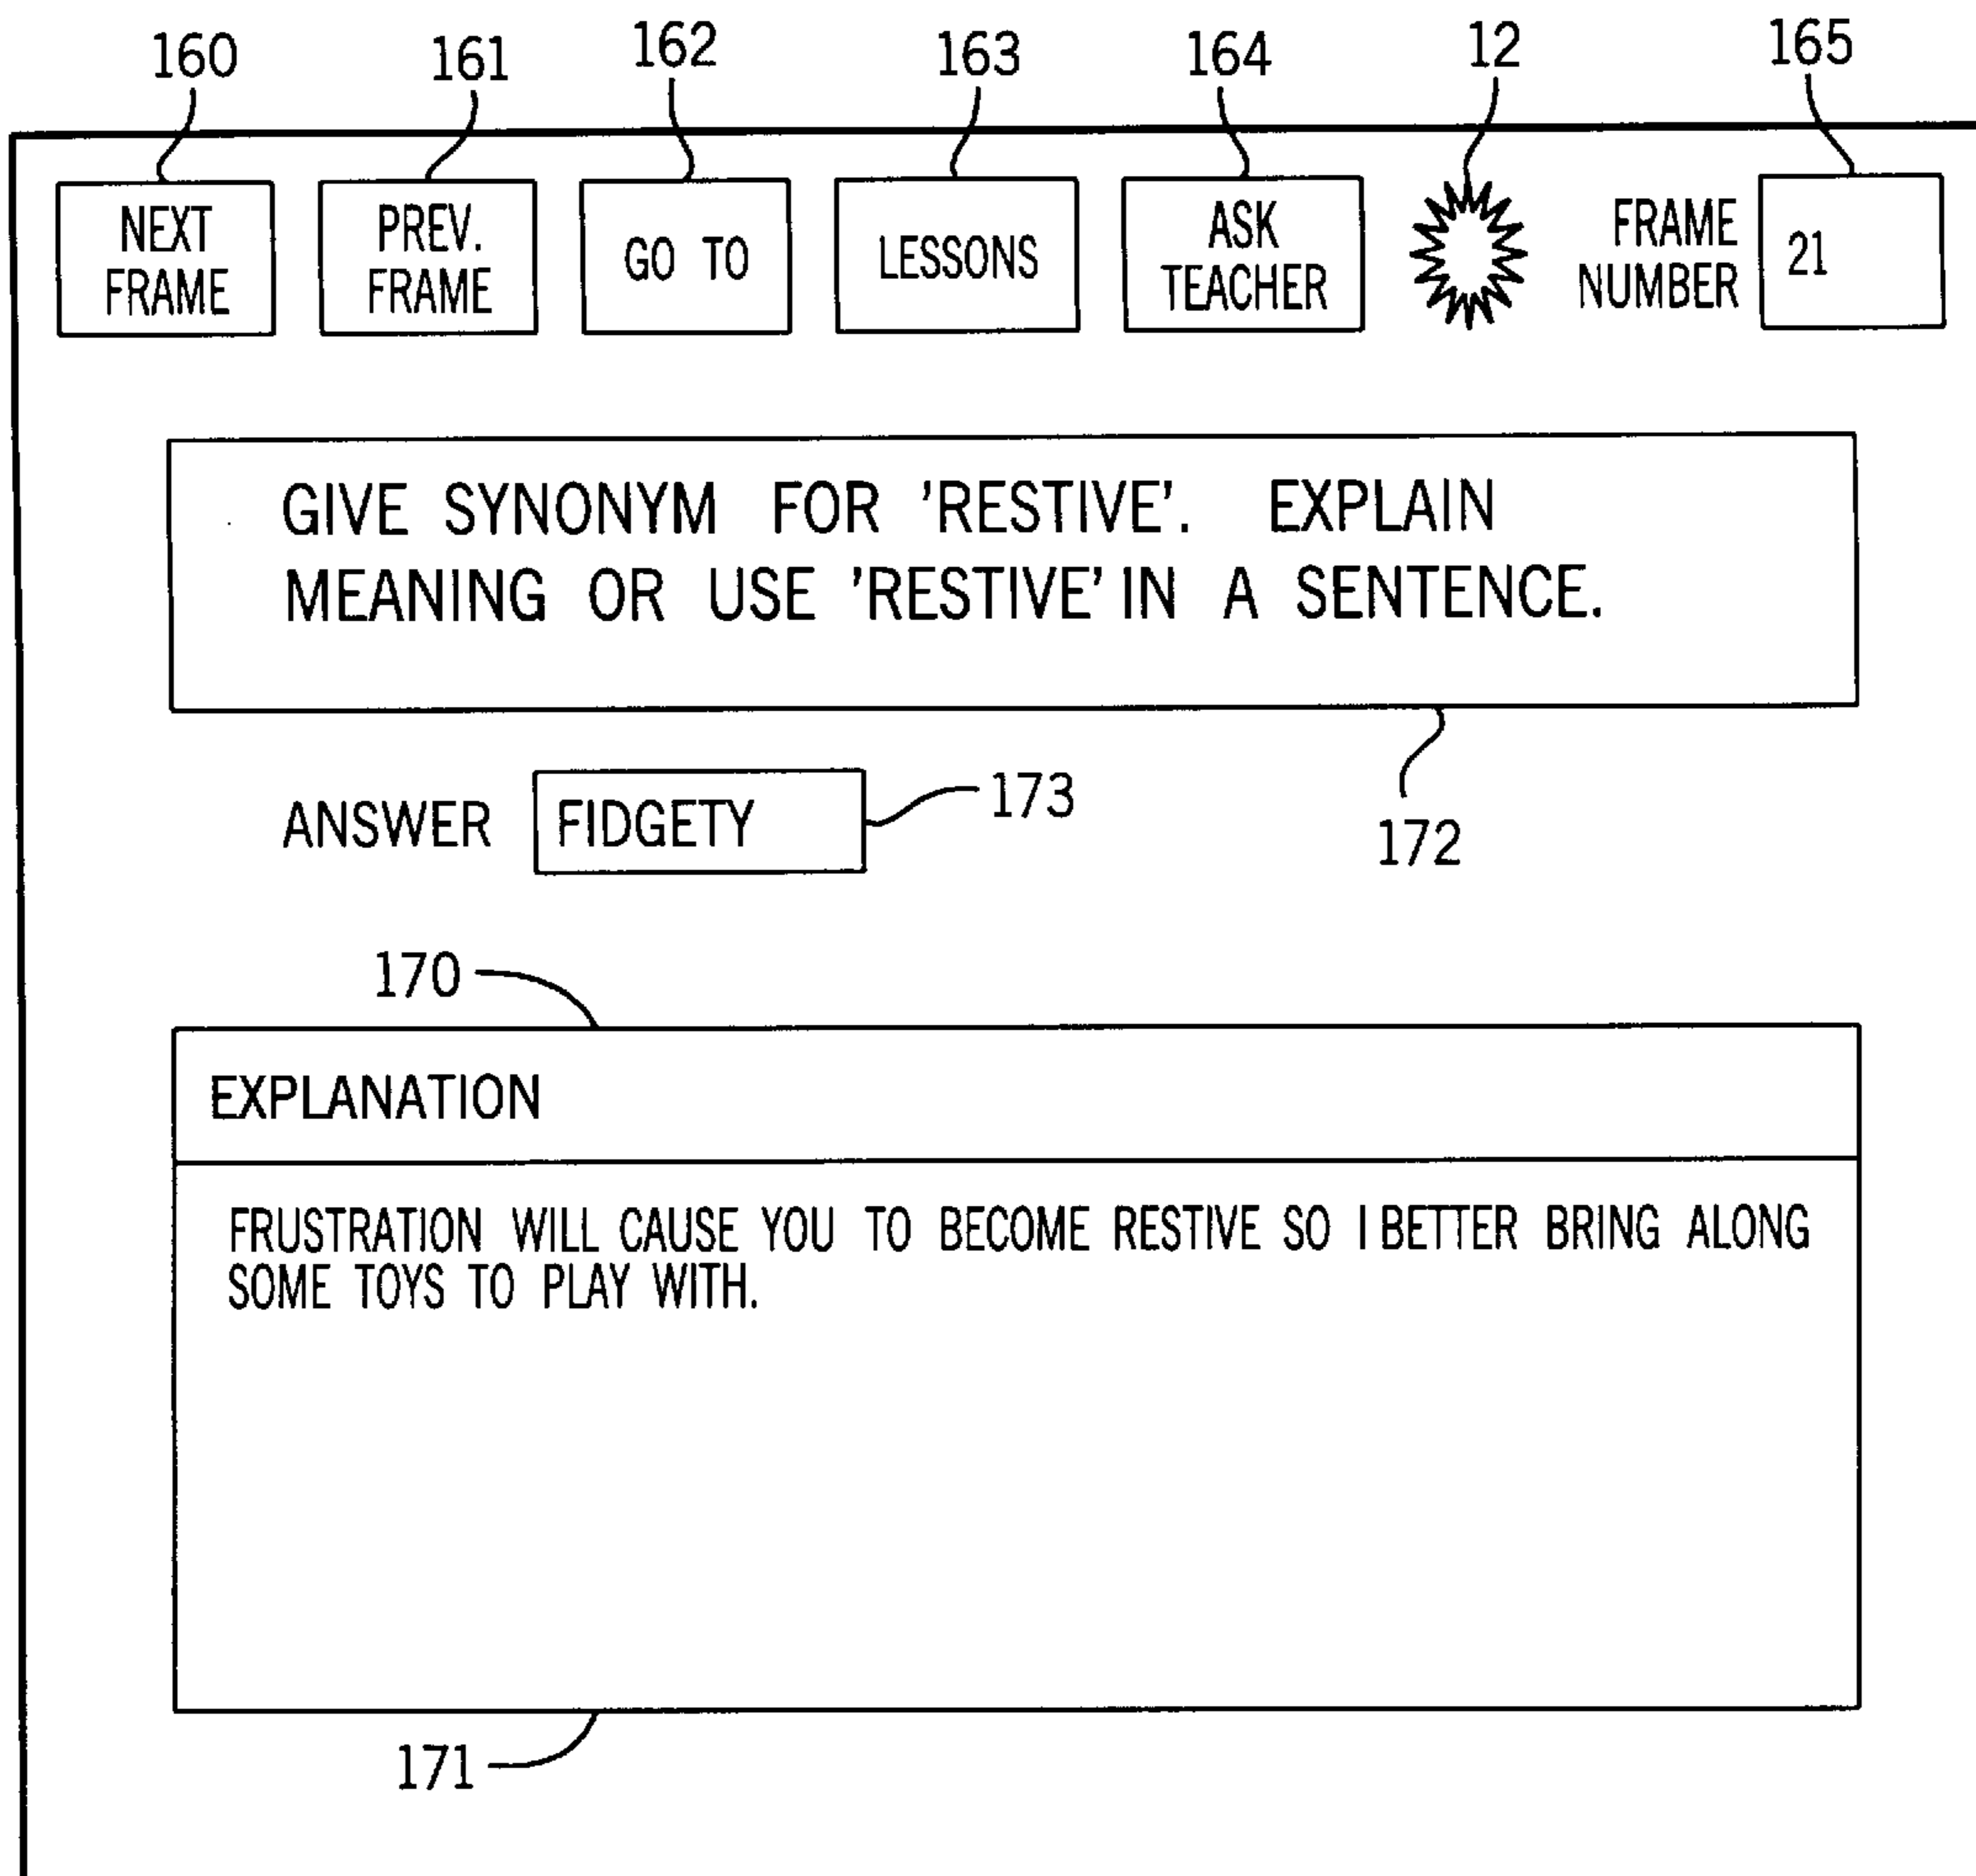 160 161 162 163 164 12 165
NEXT FRAME
PREV. FRAME
GO TO
LESSONS
ASK TEACHER
FRAME NUMBER
21
GIVE SYNONYM FOR 'RESTIVE'. EXPLAIN
MEANING OR USE 'RESTIVE' IN A SENTENCE.
172
ANSWER FIDGETY 173
170
EXPLANATION
FRUSTRATION WILL CAUSE YOU TO BECOME RESTIVE SO I BETTER BRING ALONG
SOME TOYS TO PLAY WITH.
171